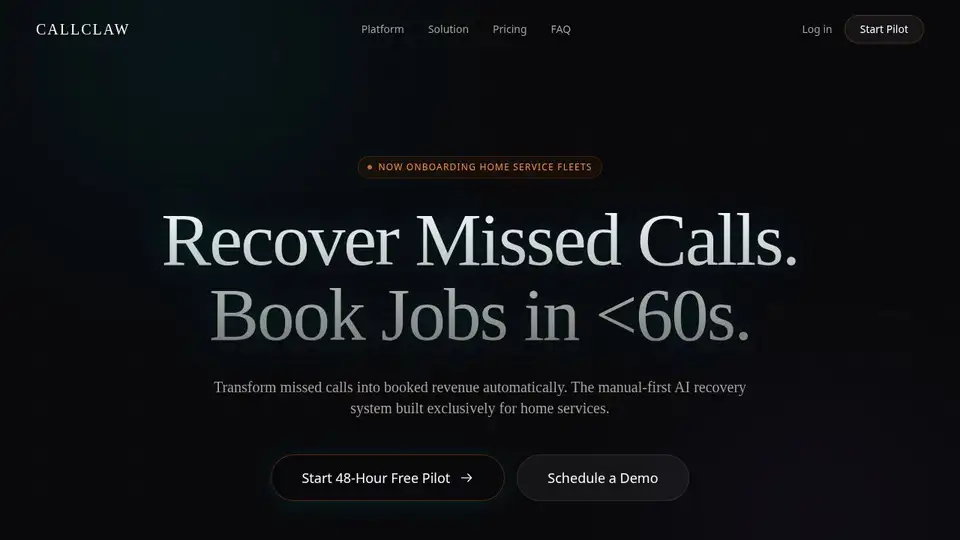 CALLCLAW
Platform
Solution
Pricing
FAQ
Log in
Start Pilot
NOW ONBOARDING HOME SERVICE FLEETS
Recover Missed Calls.
Book Jobs in <60s.
Transform missed calls into booked revenue automatically. The manual-first AI recovery
system built exclusively for home services.
Start 48-Hour Free Pilot →
Schedule a Demo